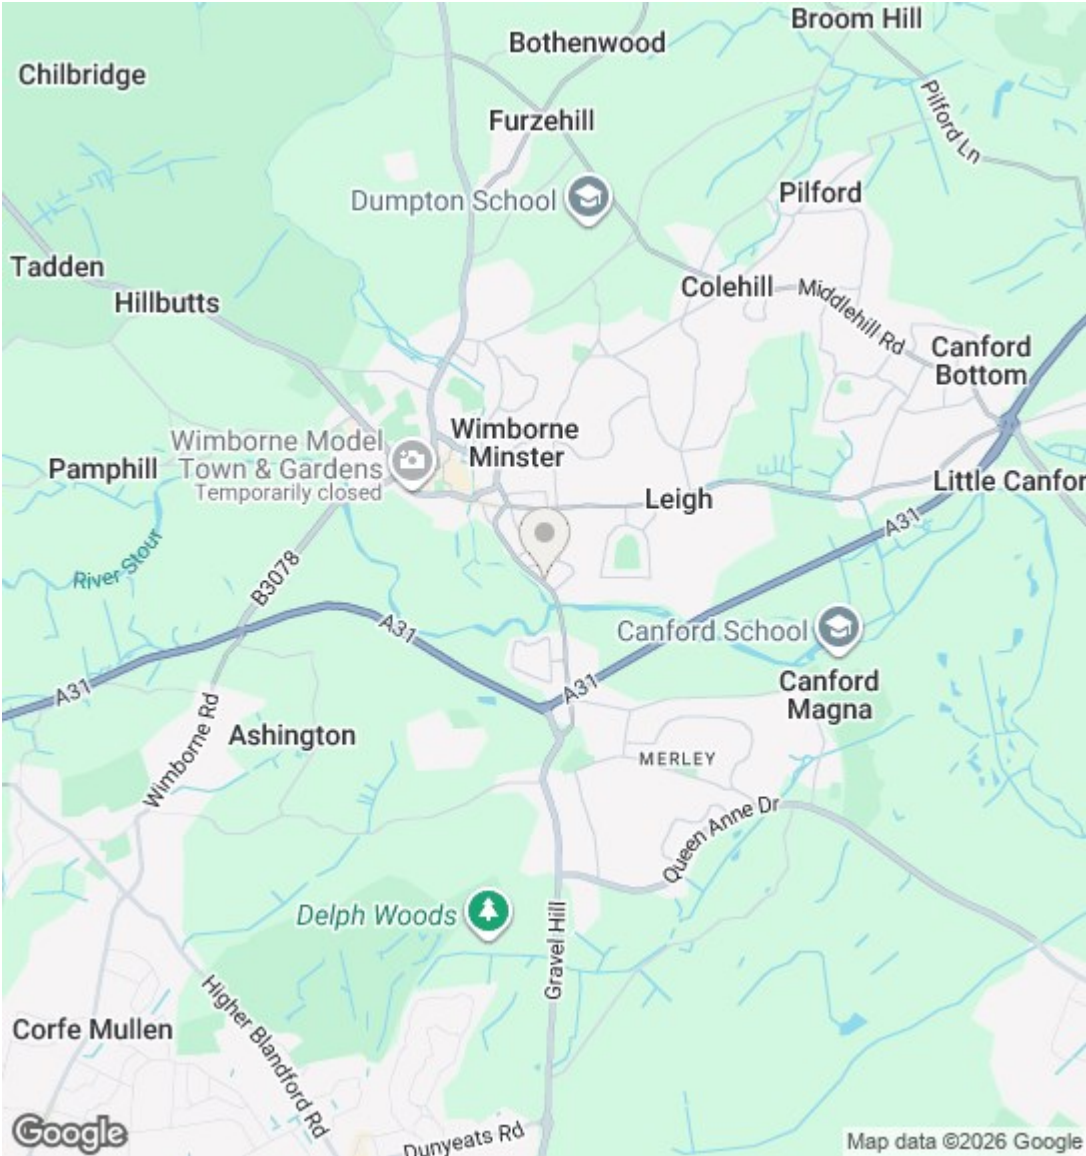 Broom Hill
Bothenwood
Chilbridge
Pilford Ln
Furzehill
Dumpton School
Pilford
Tadden
Hillbutts
Colehill
Middlehill Rd
Canford
Bottom
Wimborne
Minster
Wimborne Model
Town & Gardens
Temporarily closed
Pamphill
Leigh
Little Canfor
A31
River Stour
B3078
A31
Canford School
A31
A31
Canford
Magna
Wimborne Rd
Ashington
MERLEY
Queen Anne Dr
Delph Woods
Gravel Hill
Higher Blandford Rd
Corfe Mullen
Dunyeats Rd
Google
Map data ©2026 Google